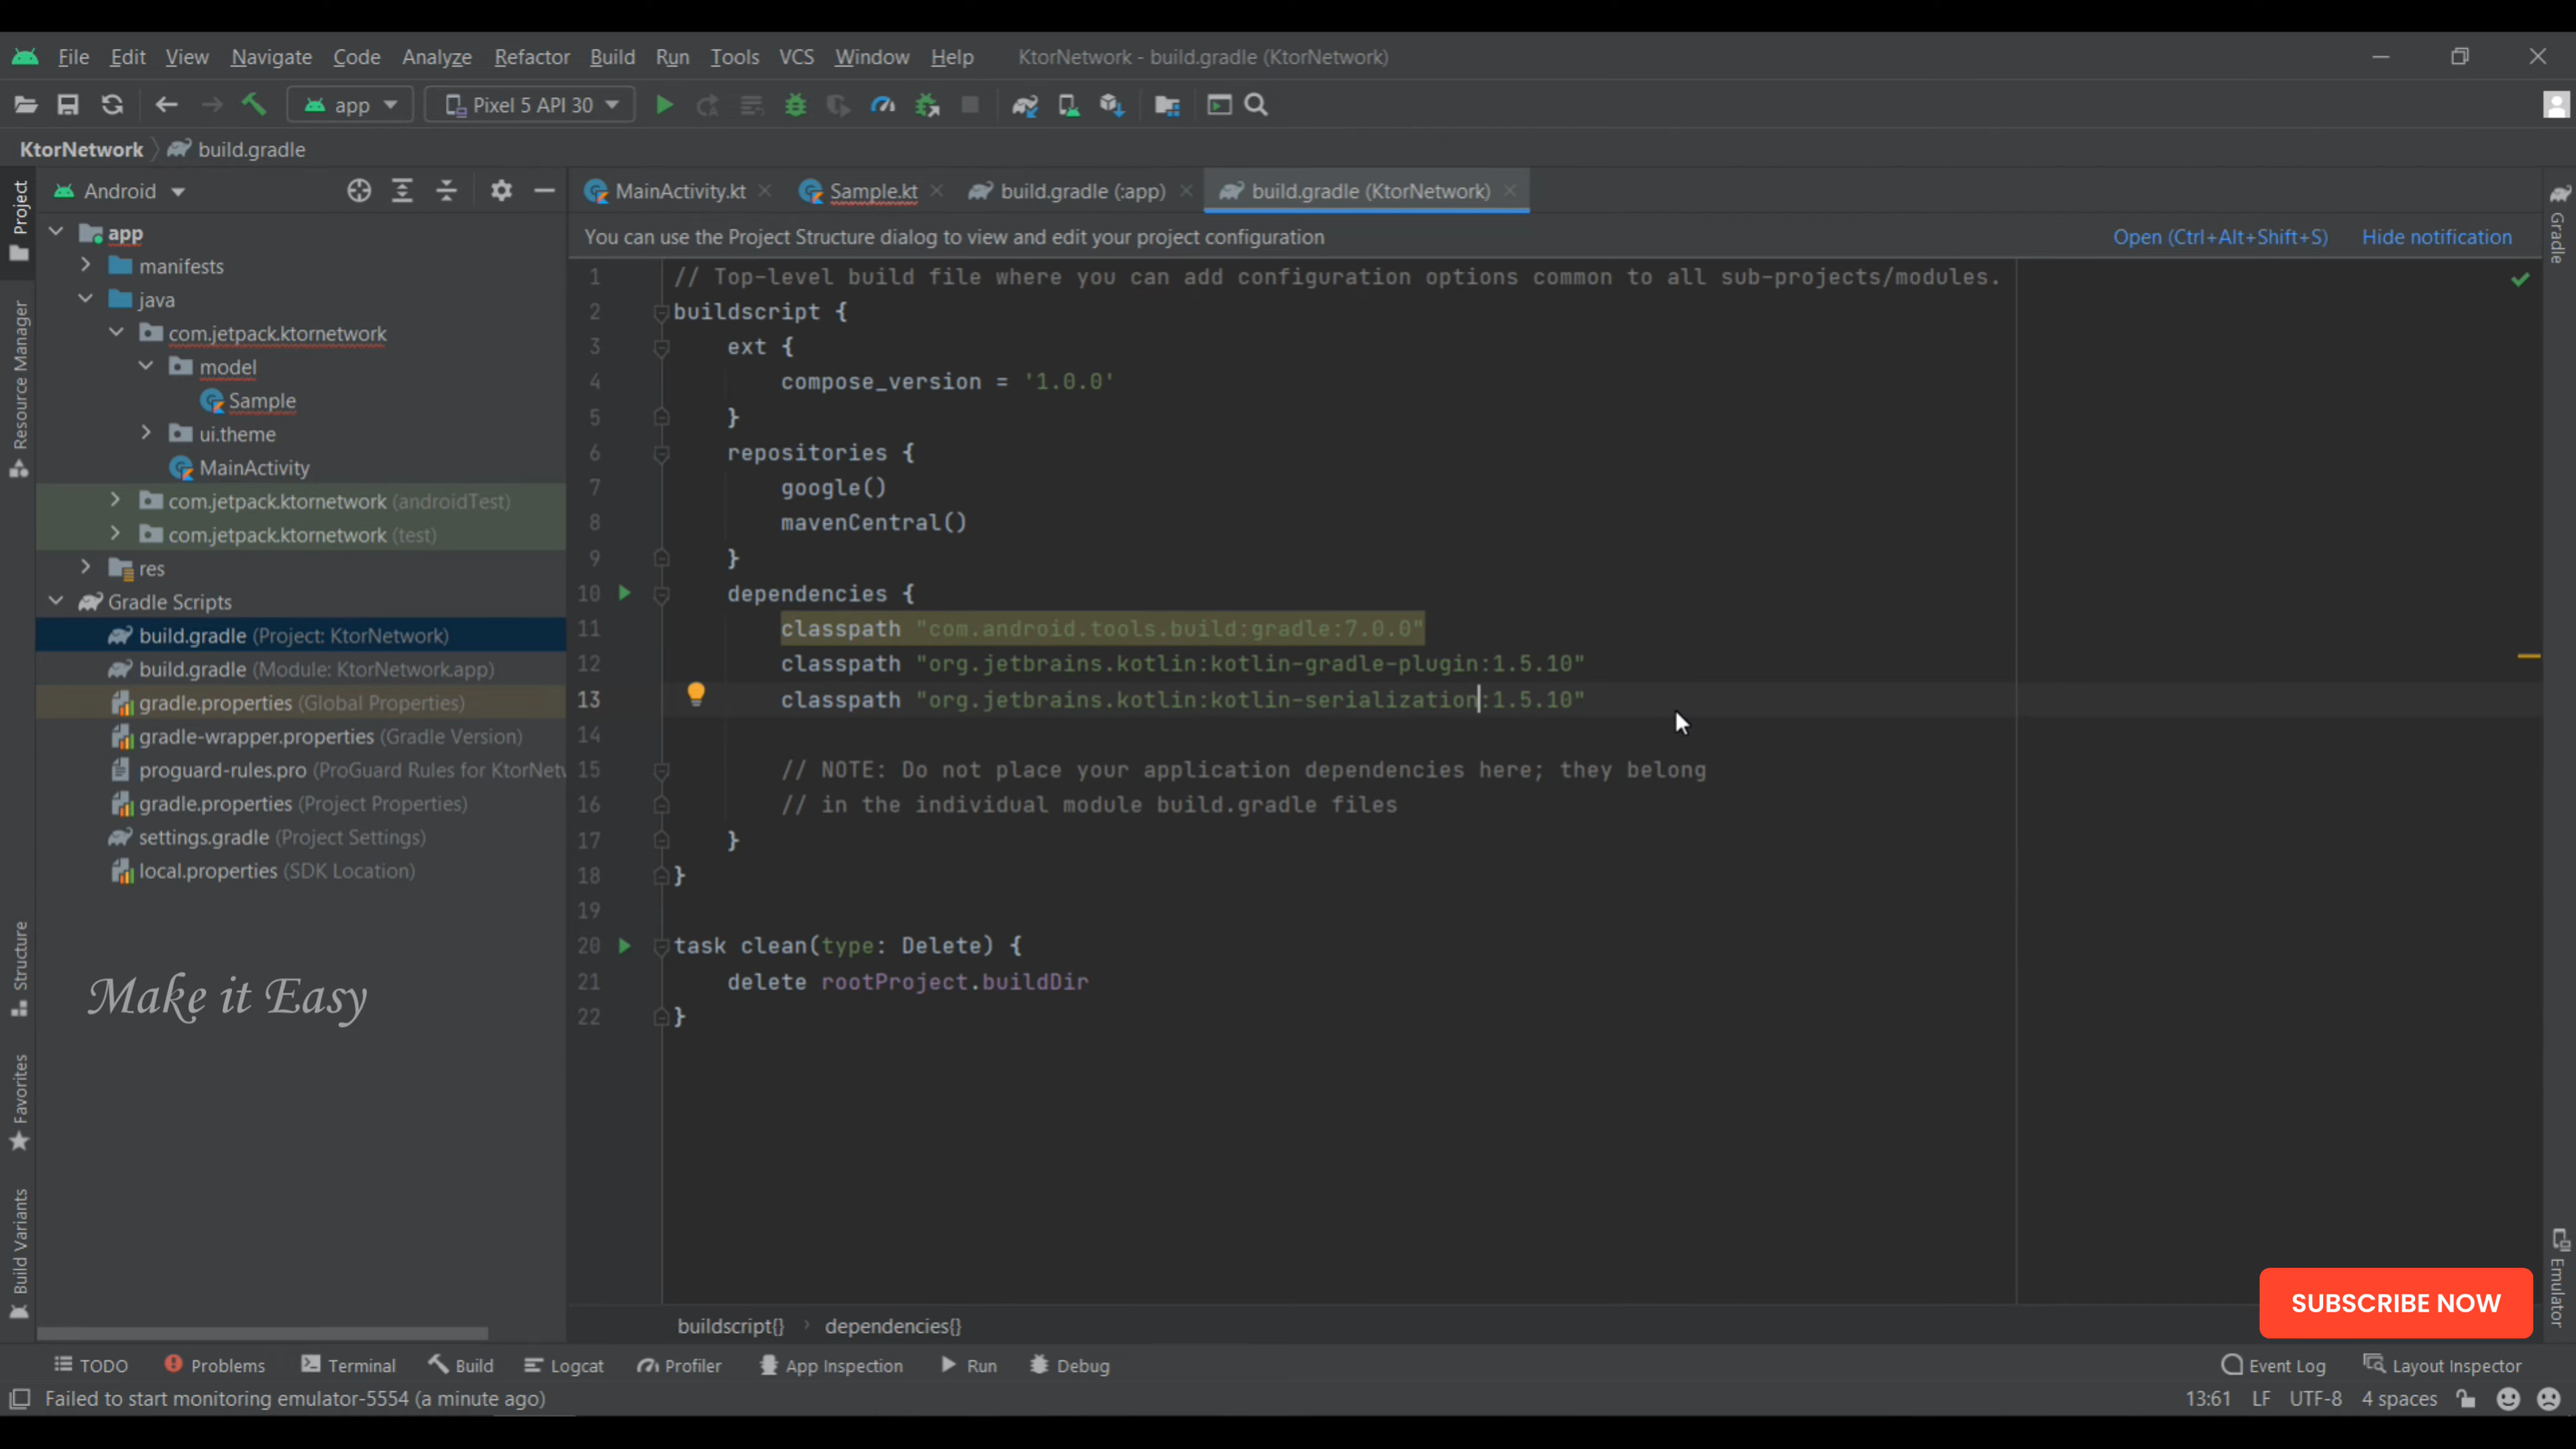 File Edit View Navigate Code Analyze Refactor Build Run Tools VCS Window Help KtorNetwork - build.gradle (KtorNetwork)
app Pixel 5 API 30
KtorNetwork build.gradle
Android
MainActivity.kt Sample.kt build.gradle (:app) build.gradle (KtorNetwork)
You can use the Project Structure dialog to view and edit your project configuration Open (Ctrl+Alt+Shift+S) Hide notification
Project
Resource Manager
Structure
Favorites
Build Variants
app
manifests
java
com.jetpack.ktornetwork
model
Sample
ui.theme
MainActivity
com.jetpack.ktornetwork (androidTest)
com.jetpack.ktornetwork (test)
res
Gradle Scripts
build.gradle (Project: KtorNetwork)
build.gradle (Module: KtorNetwork.app)
gradle.properties (Global Properties)
gradle-wrapper.properties (Gradle Version)
proguard-rules.pro (ProGuard Rules for KtorNetw
gradle.properties (Project Properties)
settings.gradle (Project Settings)
local.properties (SDK Location)
Make it Easy
1 // Top-level build file where you can add configuration options common to all sub-projects/modules.
2 buildscript {
3 ext {
4 compose_version = '1.0.0'
5 }
6 repositories {
7 google()
8 mavenCentral()
9 }
10 dependencies {
11 classpath "com.android.tools.build:gradle:7.0.0"
12 classpath "org.jetbrains.kotlin:kotlin-gradle-plugin:1.5.10"
13 classpath "org.jetbrains.kotlin:kotlin-serialization:1.5.10"
14
15 // NOTE: Do not place your application dependencies here; they belong
16 // in the individual module build.gradle files
17 }
18 }
19
20 task clean(type: Delete) {
21 delete rootProject.buildDir
22 }
Gradle
Emulator
SUBSCRIBE NOW
buildscript{} dependencies{}
TODO Problems Terminal Build Logcat Profiler App Inspection Run Debug Event Log Layout Inspector
Failed to start monitoring emulator-5554 (a minute ago) 13:61 LF UTF-8 4 spaces